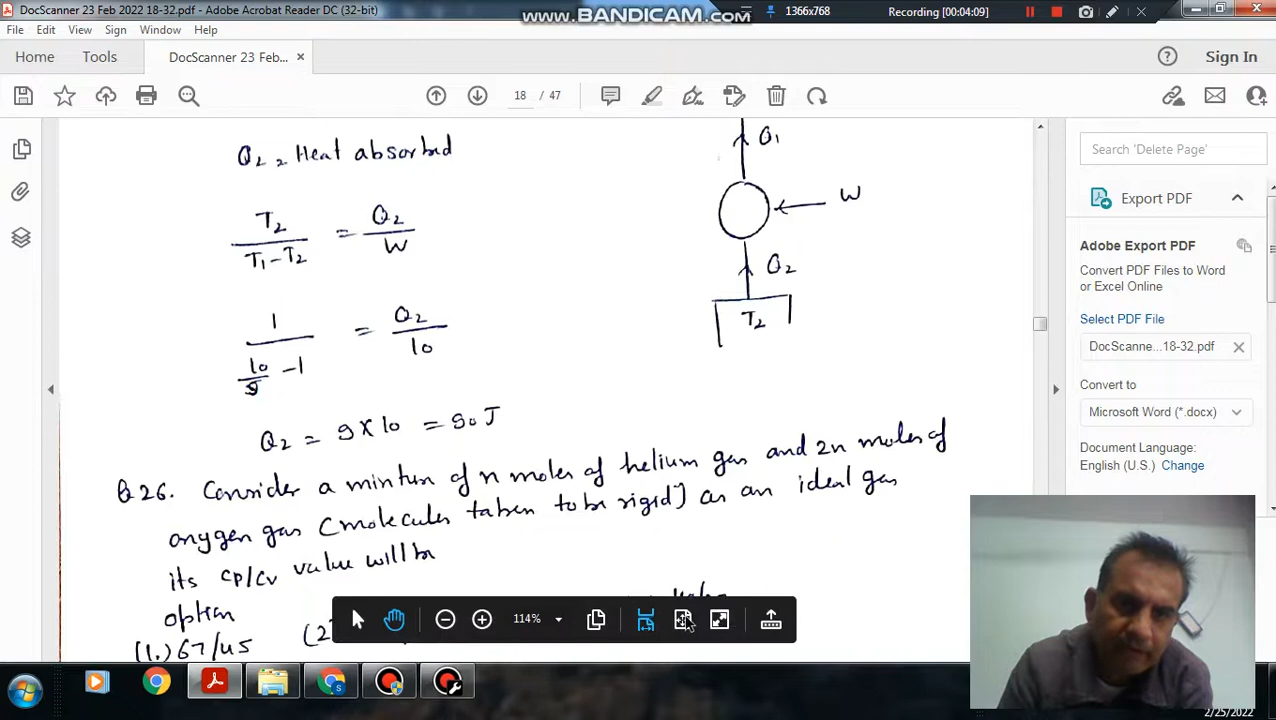 DocScanner 23 Feb 2022 18-32.pdf - Adobe Acrobat Reader DC (32-bit)
www.BANDICAM.com
1366x768
Recording [00:04:09]
File Edit View Sign Window Help
Home Tools DocScanner 23 Feb... ×
Sign In
18 / 47
Q2 = Heat absorbed
Q1
W
Q2
T2
T2 / T1-T2 = Q2 / W
1 / 10/9 -1 = Q2 / 10
Q2 = 9 X 10 = 90 J
Q 26. Consider a mixture of n moles of helium gas and 2n moles of
oxygen gas (molecules taken to be rigid) as an ideal gas
its Cp/Cv value will be
option
(1.) 67/45 (2
114%
Search 'Delete Page'
Export PDF
Adobe Export PDF
Convert PDF Files to Word
or Excel Online
Select PDF File
DocScanne...18-32.pdf
Convert to
Microsoft Word (*.docx)
Document Language:
English (U.S.) Change
2/25/2022